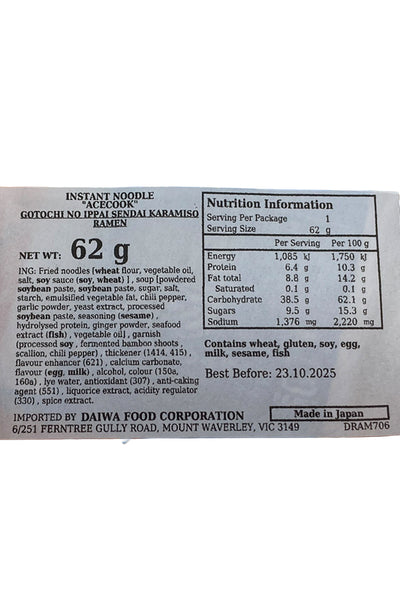 INSTANT NOODLE
"ACECOOK"
GOTOCHI NO IPPAI SENDAI KARAMISO
RAMEN
NET WT: 62 g
ING: Fried noodles [wheat flour, vegetable oil,
salt, soy sauce (soy, wheat) ] , soup [powdered
soybean paste, soybean paste, sugar, salt,
starch, emulsified vegetable fat, chili pepper,
garlic powder, yeast extract, processed
soybean paste, seasoning (sesame) ,
hydrolysed protein, ginger powder, seafood
extract (fish) , vegetable oil] , garnish
(processed soy , fermented bamboo shoots ,
scallion, chili pepper) , thickener (1414, 415) ,
flavour enhancer (621) , calcium carbonate,
flavour (egg, milk) , alcohol, colour (150a,
160a) , lye water, antioxidant (307) , anti-caking
agent (551) , liquorice extract, acidity regulator
(330) , spice extract.
Nutrition Information
Serving Per Package 1
Serving Size 62 g
Per Serving Per 100 g
Energy 1,085 kJ 1,750 kJ
Protein 6.4 g 10.3 g
Fat total 8.8 g 14.2 g
Saturated 0.1 g 0.1 g
Carbohydrate 38.5 g 62.1 g
Sugars 9.5 g 15.3 g
Sodium 1,376 mg 2,220 mg
Contains wheat, gluten, soy, egg,
milk, sesame, fish
Best Before: 23.10.2025
IMPORTED BY DAIWA FOOD CORPORATION
Made in Japan
6/251 FERNTREE GULLY ROAD, MOUNT WAVERLEY, VIC 3149
DRAM706